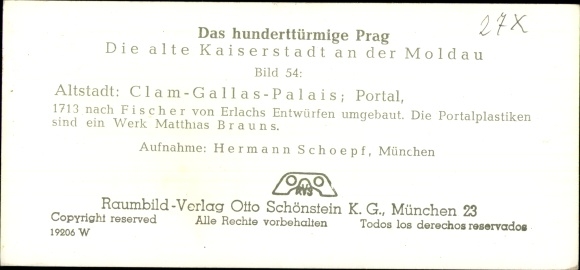 27X
Das hunderttürmige Prag
Die alte Kaiserstadt an der Moldau
Bild 54:
Altstadt: Clam-Gallas-Palais; Portal,
1713 nach Fischer von Erlachs Entwürfen umgebaut. Die Portalplastiken
sind ein Werk Matthias Brauns.
Aufnahme: Hermann Schoepf, München
RVS
Raumbild-Verlag Otto Schönstein K. G., München 23
Copyright reserved Alle Rechte vorbehalten Todos los derechos reservados
19206 W